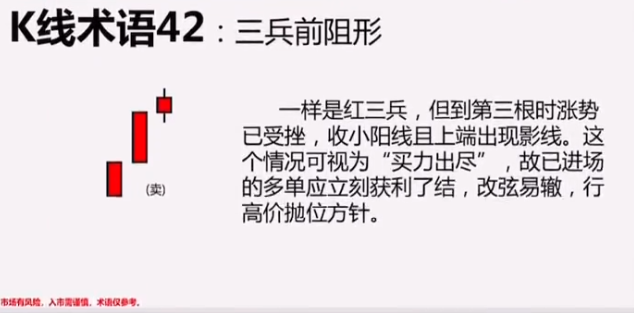 K线术语42：三兵前阻形
一样是红三兵，但到第三根时涨势
已受挫，收小阳线且上端出现影线。这
个情况可视为“买力出尽”，故已进场
的多单应立刻获利了结，改弦易辙，行
高价抛位方针。
(卖)
市场有风险，入市需谨慎，术语仅参考。